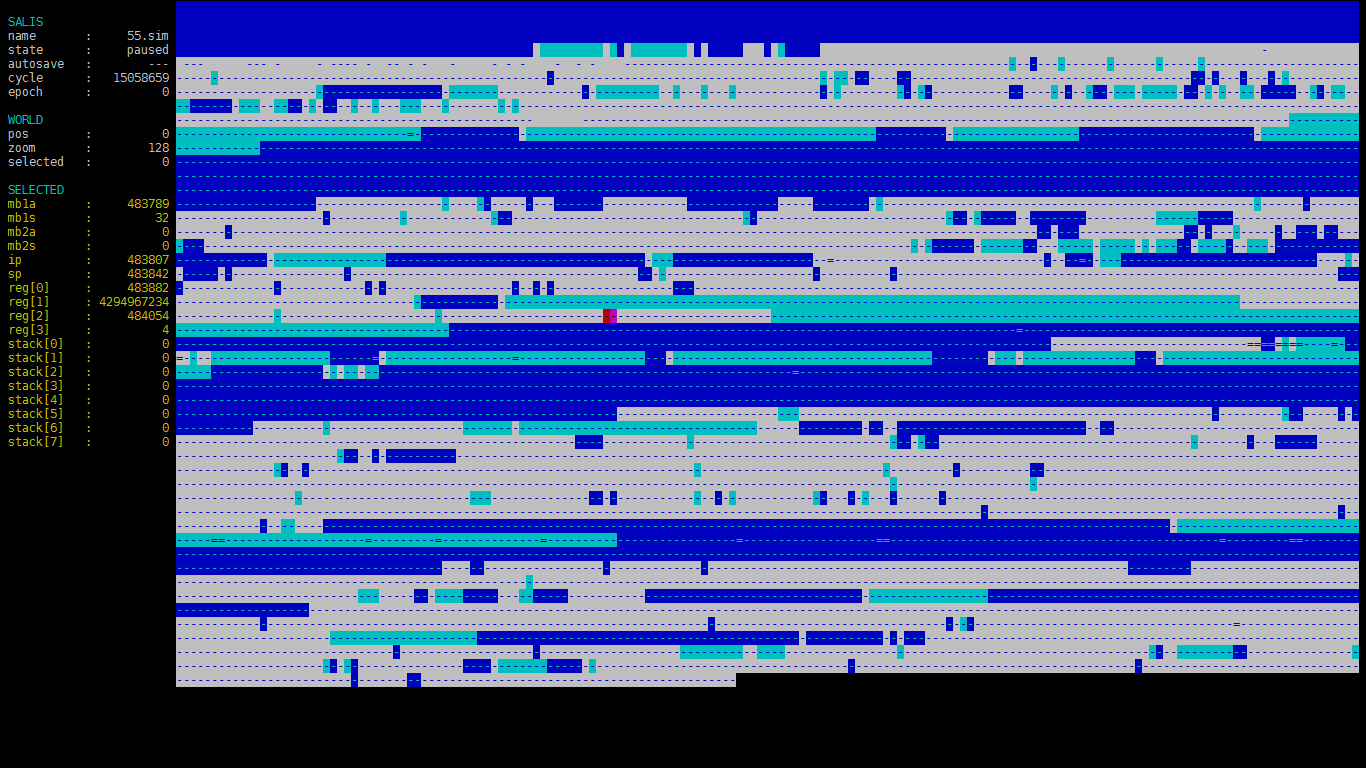 SALIS
name : 55.sim
state : paused
autosave : ---
cycle : 15058659
epoch : 0
WORLD
pos : 0
zoom : 128
selected : 0
SELECTED
mb1a : 483789
mb1s : 32
mb2a : 0
mb2s : 0
ip : 483807
sp : 483842
reg[0] : 483882
reg[1] : 4294967234
reg[2] : 484054
reg[3] : 4
stack[0] : 0
stack[1] : 0
stack[2] : 0
stack[3] : 0
stack[4] : 0
stack[5] : 0
stack[6] : 0
stack[7] : 0